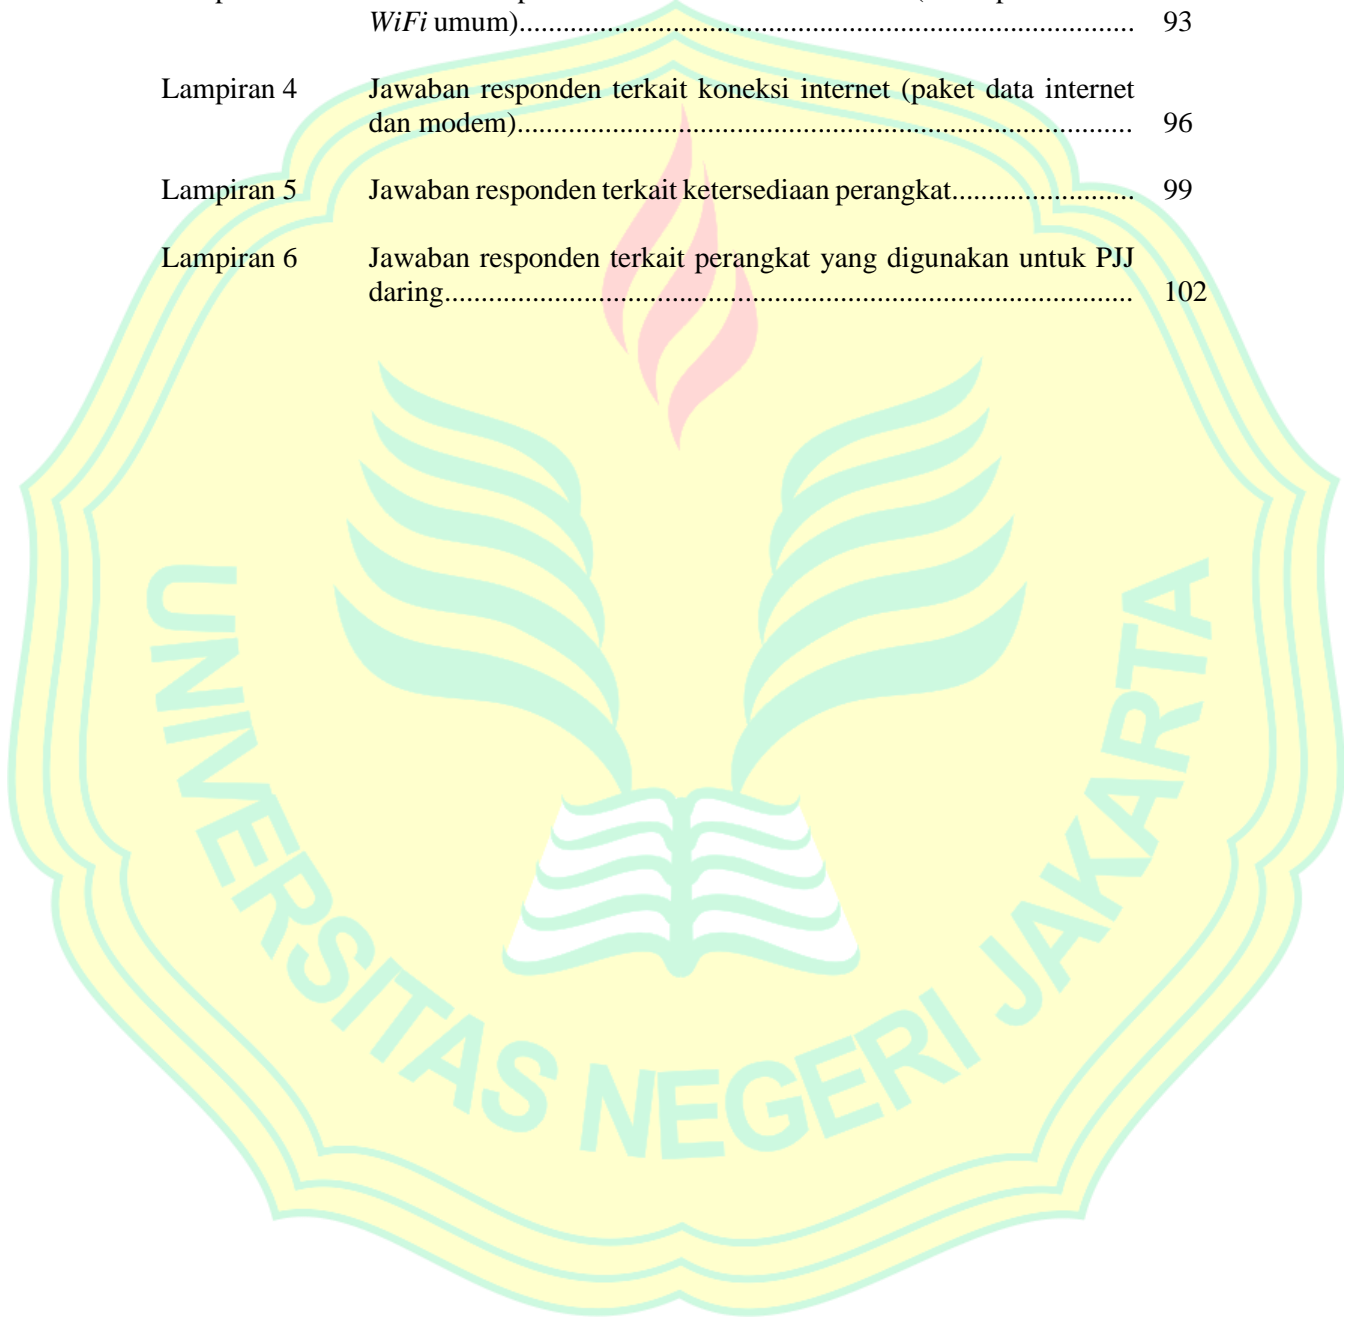 WiFi umum)..................................................................................... 93
Lampiran 4 Jawaban responden terkait koneksi internet (paket data internet
dan modem)..................................................................................... 96
Lampiran 5 Jawaban responden terkait ketersediaan perangkat......................... 99
Lampiran 6 Jawaban responden terkait perangkat yang digunakan untuk PJJ
daring............................................................................................... 102
UNIVERSITAS NEGERI JAKARTA